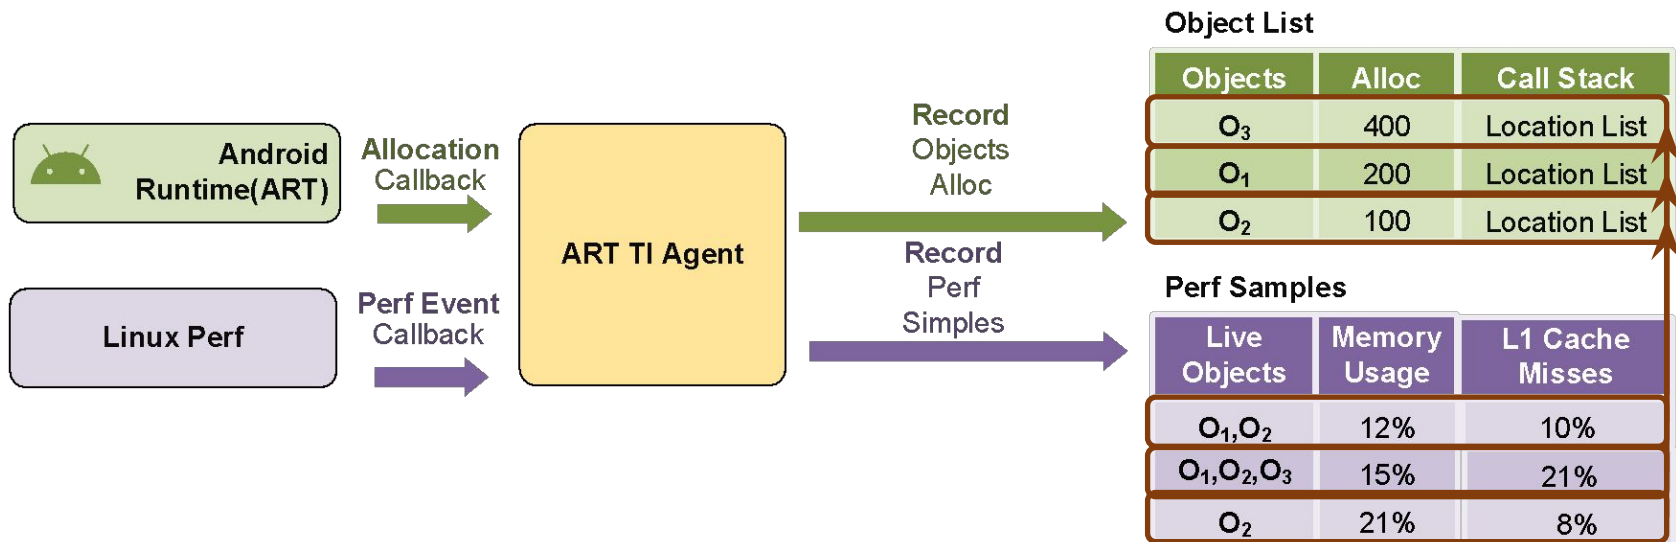 Object List
Objects Alloc Call Stack
O₃ 400 Location List
O₁ 200 Location List
O₂ 100 Location List
Android
Runtime(ART)
Allocation
Callback
Linux Perf
Perf Event
Callback
ART TI Agent
Record
Objects
Alloc
Record
Perf
Simples
Perf Samples
Live Memory L1 Cache
Objects Usage Misses
O₁,O₂ 12% 10%
O₁,O₂,O₃ 15% 21%
O₂ 21% 8%